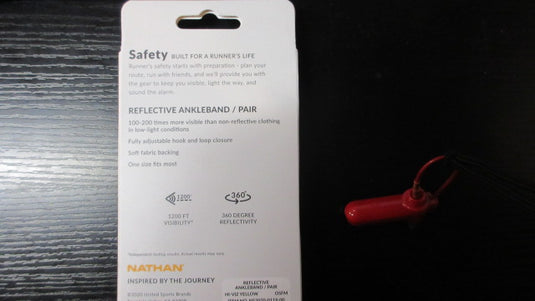 Safety BUILT FOR A RUNNER'S LIFE
Runner's safety starts with preparation - plan your
route, run with friends, and we'll provide you with
the gear to keep you visible, light the way, and
sound the alarm.
REFLECTIVE ANKLEBAND / PAIR
100-200 times more visible than non-reflective clothing
in low-light conditions
Fully adjustable hook and loop closure
Soft fabric backing
One size fits most
1200
360°
1200 FT
VISIBILITY*
360 DEGREE
REFLECTIVITY
*Independent testing results. Actual results may vary.
NATHAN
INSPIRED BY THE JOURNEY
©2020 United Sports Brands
REFLECTIVE
ANKLEBAND / PAIR
HI-VIZ YELLOW OSFM